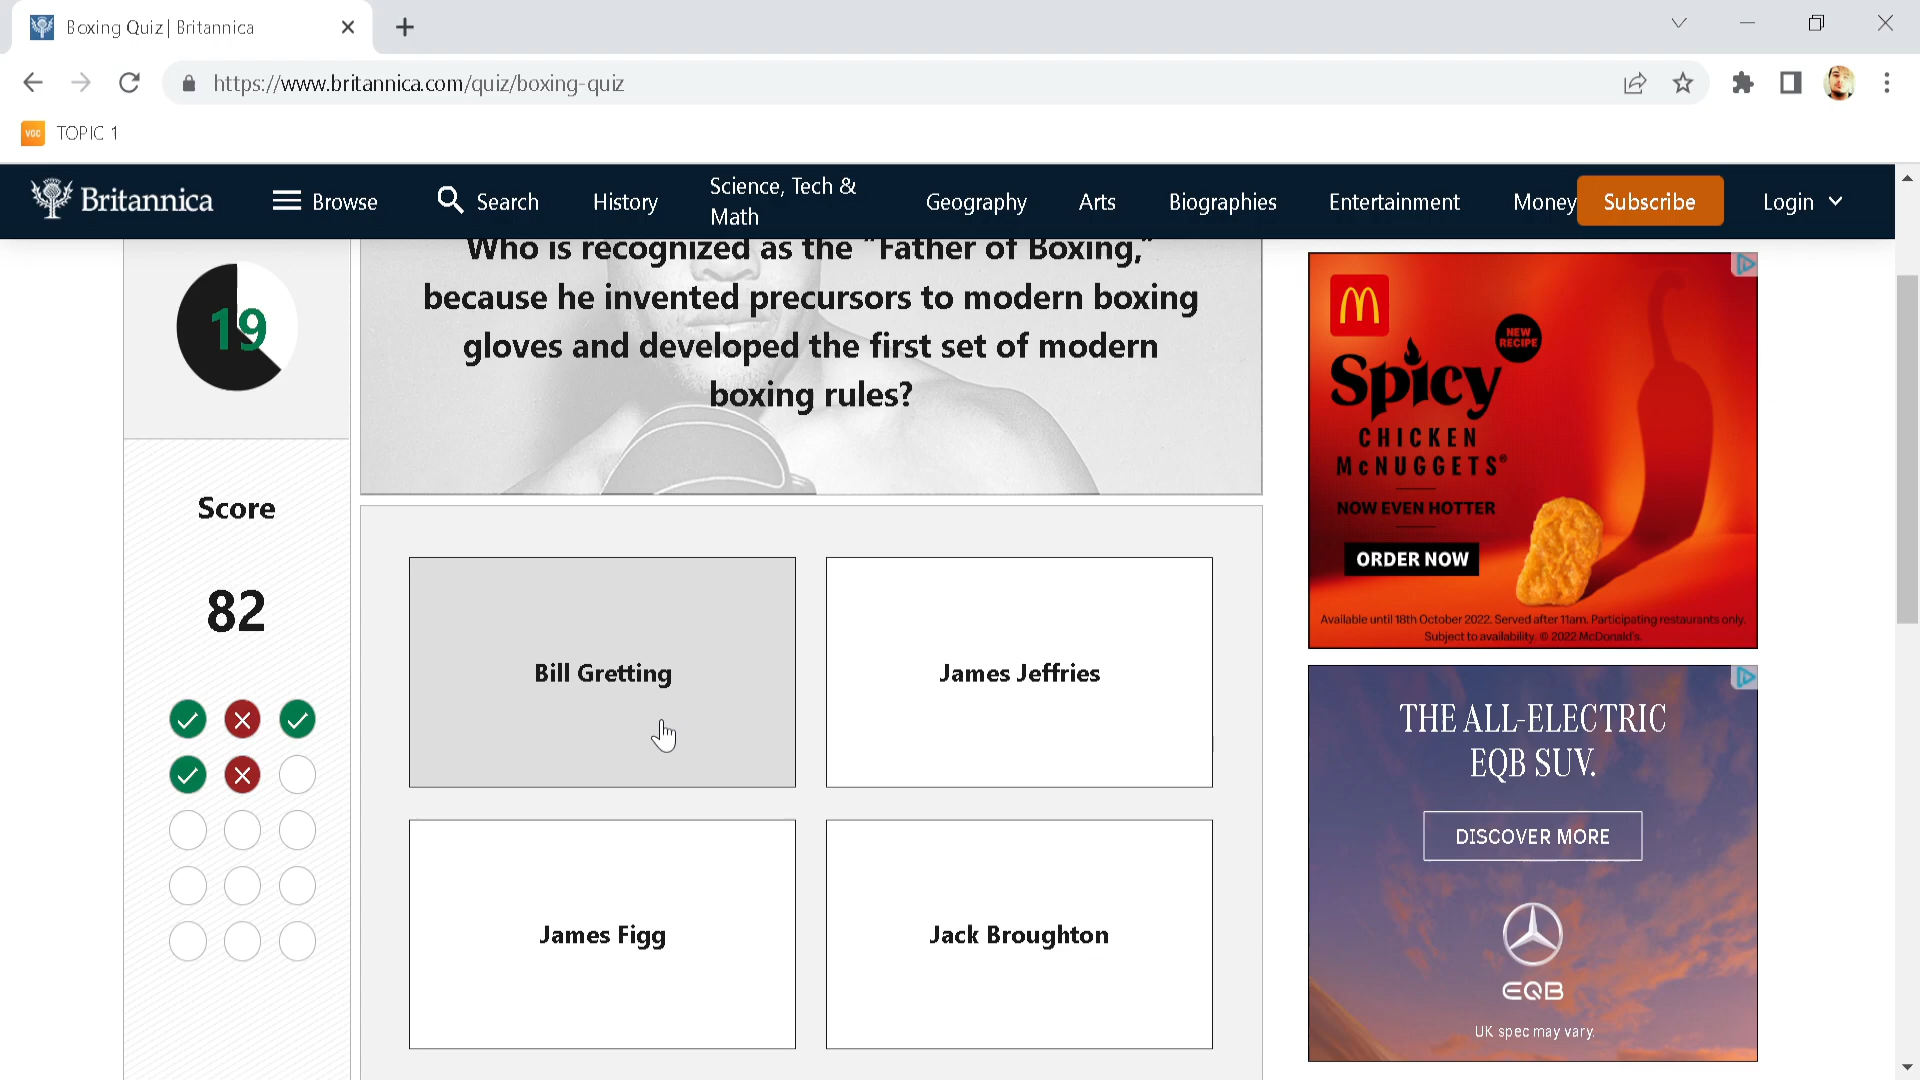 Boxing Quiz | Britannica
https://www.britannica.com/quiz/boxing-quiz
VGC TOPIC 1
Britannica
Browse
Search
History
Science, Tech &
Math
Geography
Arts
Biographies
Entertainment
Money
Subscribe
Login
19
Score
82
Who is recognized as the "Father of Boxing,"
because he invented precursors to modern boxing
gloves and developed the first set of modern
boxing rules?
Bill Gretting
James Jeffries
James Figg
Jack Broughton
NEW
RECIPE
Spicy
CHICKEN
McNUGGETS®
NOW EVEN HOTTER
ORDER NOW
Available until 18th October 2022. Served after 11am. Participating restaurants only.
Subject to availability. © 2022 McDonald's.
THE ALL-ELECTRIC
EQB SUV.
DISCOVER MORE
EQB
UK spec may vary.